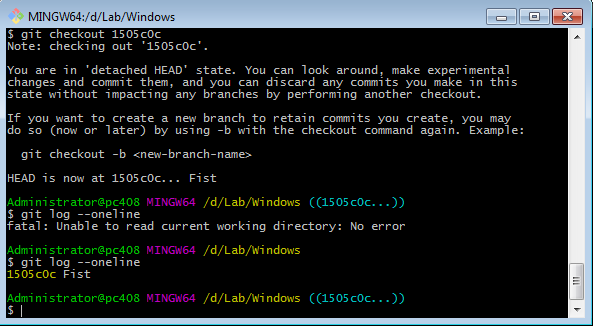 MINGW64:/d/Lab/Windows
$ git checkout 1505c0c
Note: checking out '1505c0c'.
You are in 'detached HEAD' state. You can look around, make experimental
changes and commit them, and you can discard any commits you make in this
state without impacting any branches by performing another checkout.
If you want to create a new branch to retain commits you create, you may
do so (now or later) by using -b with the checkout command again. Example:
git checkout -b <new-branch-name>
HEAD is now at 1505c0c... Fist
Administrator@pc408 MINGW64 /d/Lab/Windows ((1505c0c...))
$ git log --oneline
fatal: Unable to read current working directory: No error
Administrator@pc408 MINGW64 /d/Lab/Windows
$ git log --oneline
1505c0c Fist
Administrator@pc408 MINGW64 /d/Lab/Windows ((1505c0c...))
$